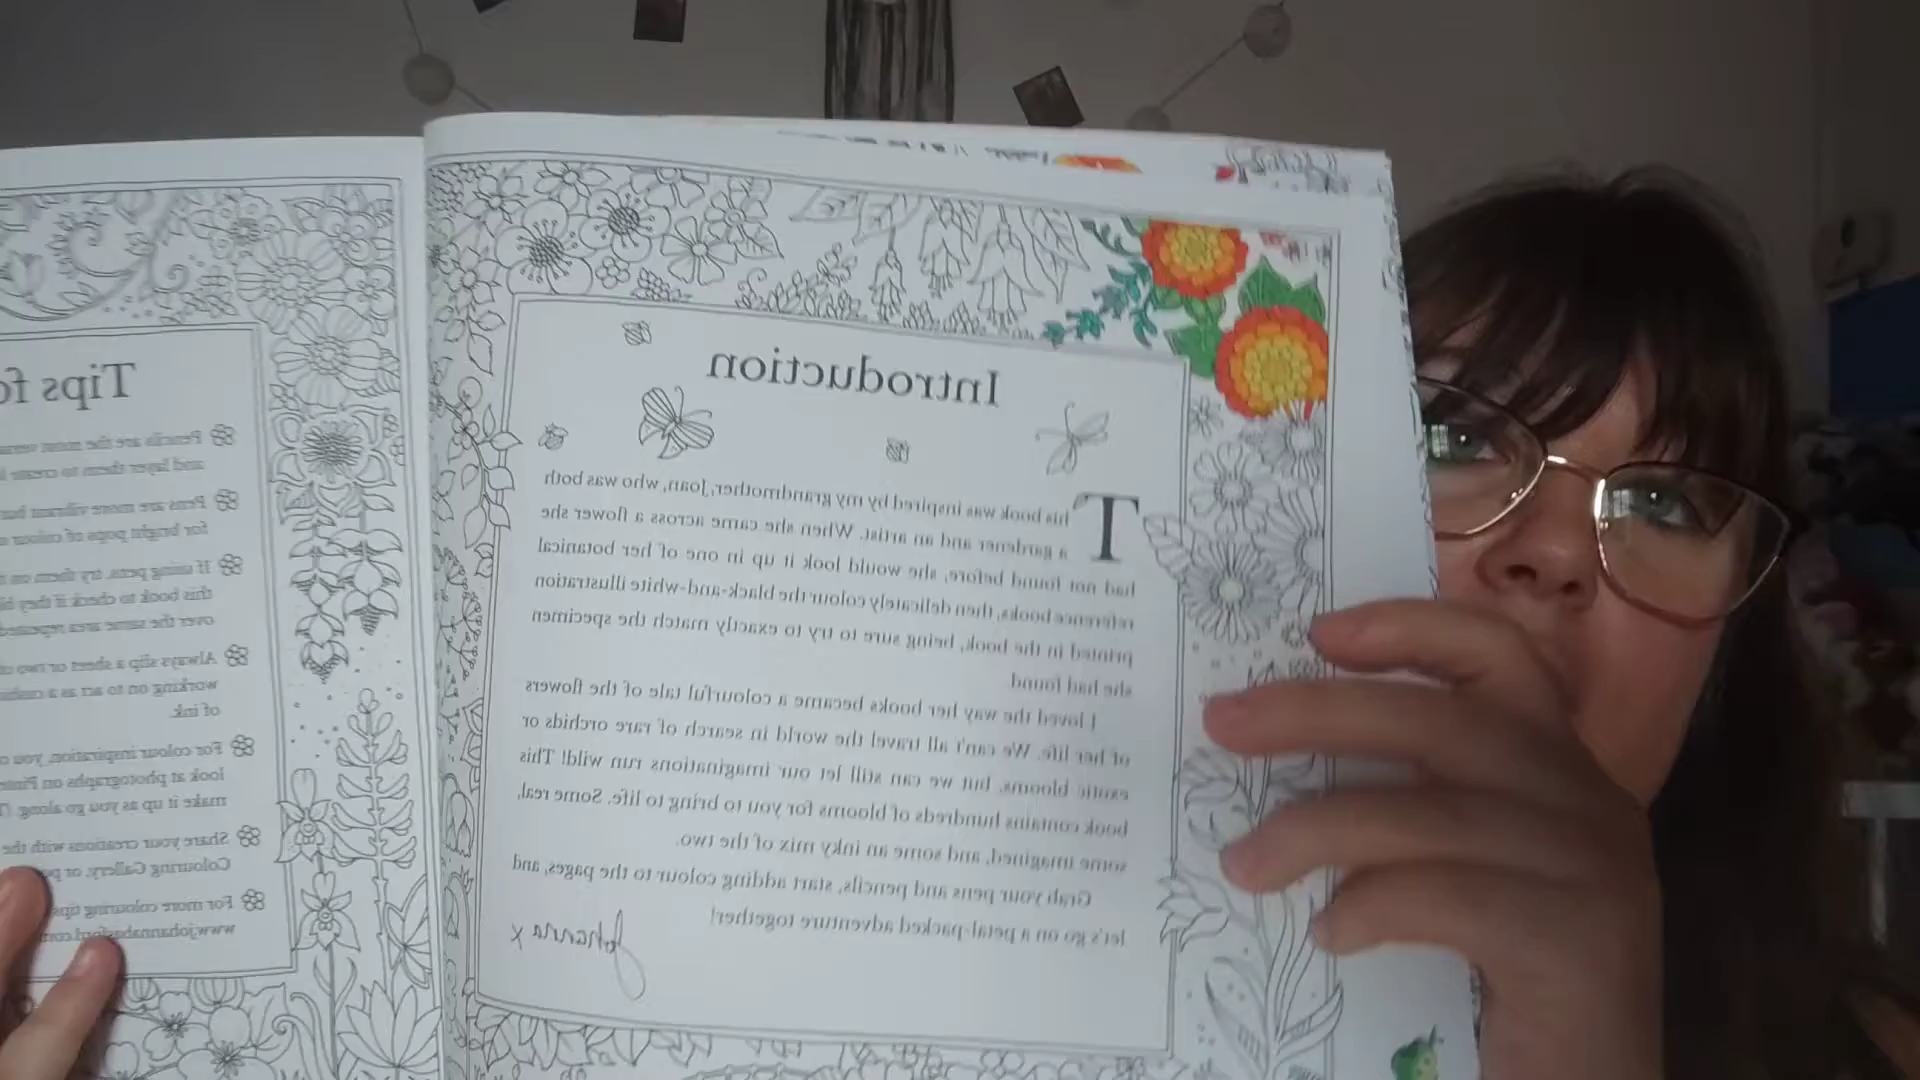 Introduction
This book was inspired by my grandmother, Joan, who was both
a gardener and an artist. When she came across a flower she
had not found before, she would look it up in one of her botanical
reference books, then delicately colour the black-and-white illustration
printed in the book, being sure to try to exactly match the specimen
she had found.
I loved the way her books became a colourful tale of the flowers
of her life. We can't all travel the world in search of rare orchids or
exotic blooms, but we can still let our imaginations run wild! This
book contains hundreds of blooms for you to bring to life. Some real,
some imagined, and some an inky mix of the two.
Grab your pens and pencils, start adding colour to the pages, and
let's go on a petal-packed adventure together!
Johanna x
Tips fo
Pencils are the most versa
and layer them to create
Pens are more vibrant but
for bright pops of colour
If using pens, try them on
this book to check if they
over the same area repeated
Always slip a sheet or two
working on to act as a cushi
of ink.
For colour inspiration, you
look at photographs on Pint
make it up as you go along.
Share your creations with the
Colouring Gallery, or po
For more colouring tips
www.johannabasford.com